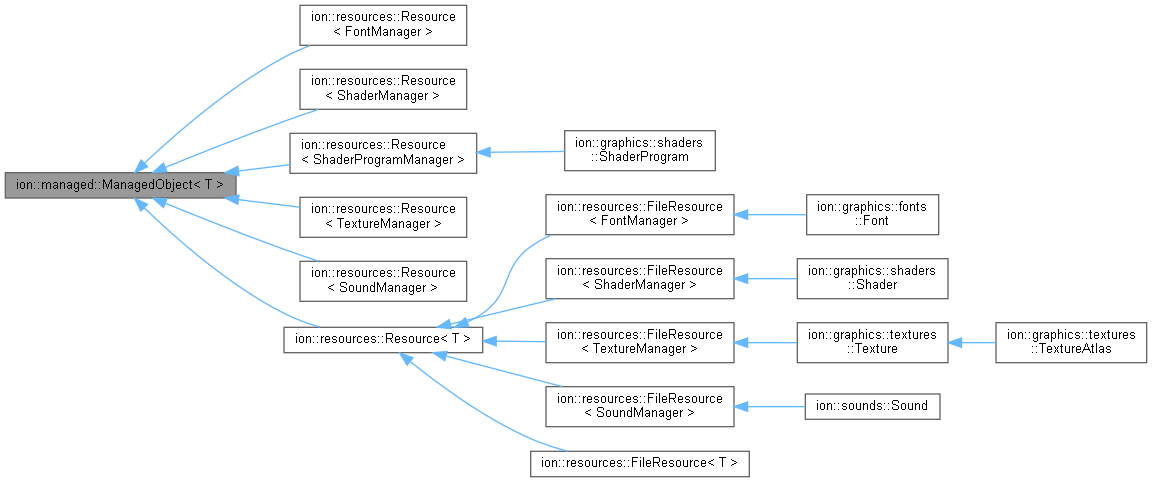 ion::resources::Resource
< FontManager >
ion::resources::Resource
< ShaderManager >
ion::resources::Resource
< ShaderProgramManager >
ion::graphics::shaders
::ShaderProgram
ion::managed::ManagedObject< T >
ion::resources::Resource
< TextureManager >
ion::resources::FileResource
< FontManager >
ion::graphics::fonts
::Font
ion::resources::Resource
< SoundManager >
ion::resources::FileResource
< ShaderManager >
ion::graphics::shaders
::Shader
ion::resources::Resource< T >
ion::resources::FileResource
< TextureManager >
ion::graphics::textures
::Texture
ion::graphics::textures
::TextureAtlas
ion::resources::FileResource
< SoundManager >
ion::sounds::Sound
ion::resources::FileResource< T >